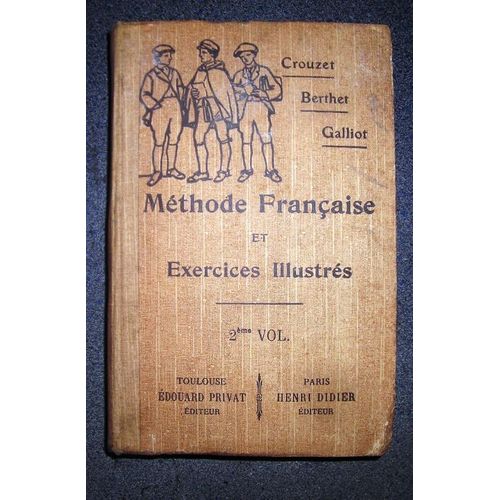 Crouzet
Berthet
Galliot
Méthode Française
ET
Exercices Illustrés
2ème VOL.
TOULOUSE
ÉDOUARD PRIVAT
ÉDITEUR
PARIS
HENRI DIDIER
ÉDITEUR